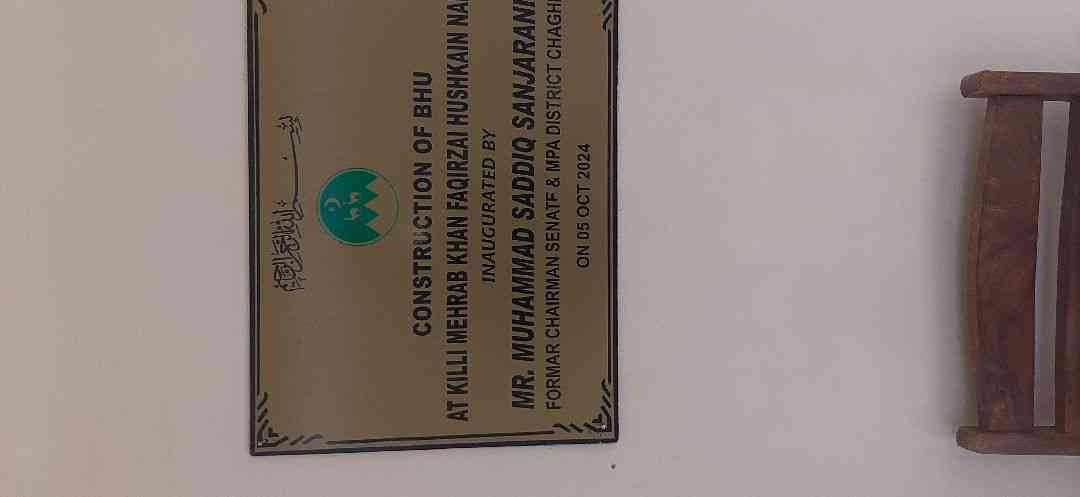 بسم الله الرحمن الرحيم
CONSTRUCTION OF BHU
AT KILLI MEHRAB KHAN FAQIRZAI HUSHKAIN
INAUGURATED BY
MR. MUHAMMAD SADDIQ SANJARANI
FORMAR CHAIRMAN SENATF & MPA DISTRICT CHAGHI
ON 05 OCT 2024